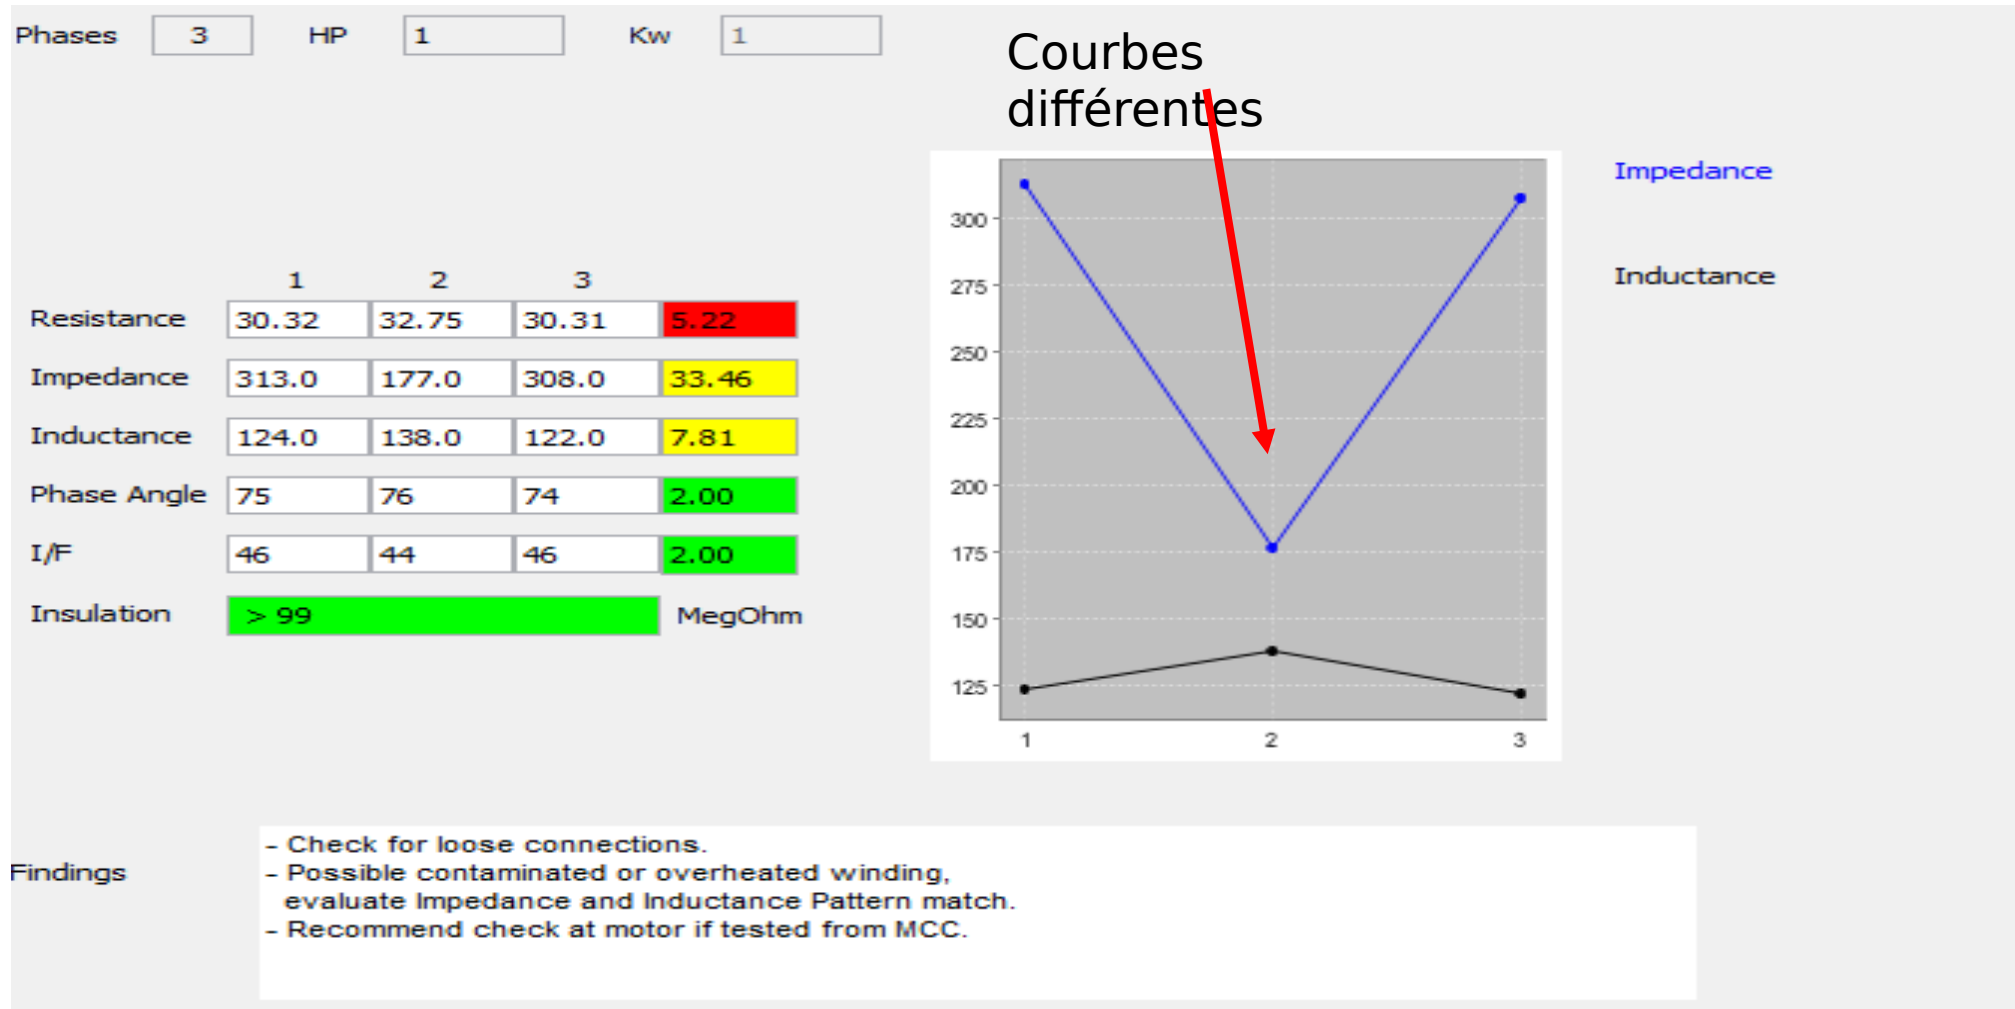 Phases 3 HP 1 Kw 1
Courbes
différentes
1 2 3
Resistance 30.32 32.75 30.31 5.22
Impedance 313.0 177.0 308.0 33.46
Inductance 124.0 138.0 122.0 7.81
Phase Angle 75 76 74 2.00
I/F 46 44 46 2.00
Insulation > 99 MegOhm
300
275
250
225
200
175
150
125
1 2 3
Impedance
Inductance
Findings
- Check for loose connections.
- Possible contaminated or overheated winding,
evaluate Impedance and Inductance Pattern match.
- Recommend check at motor if tested from MCC.